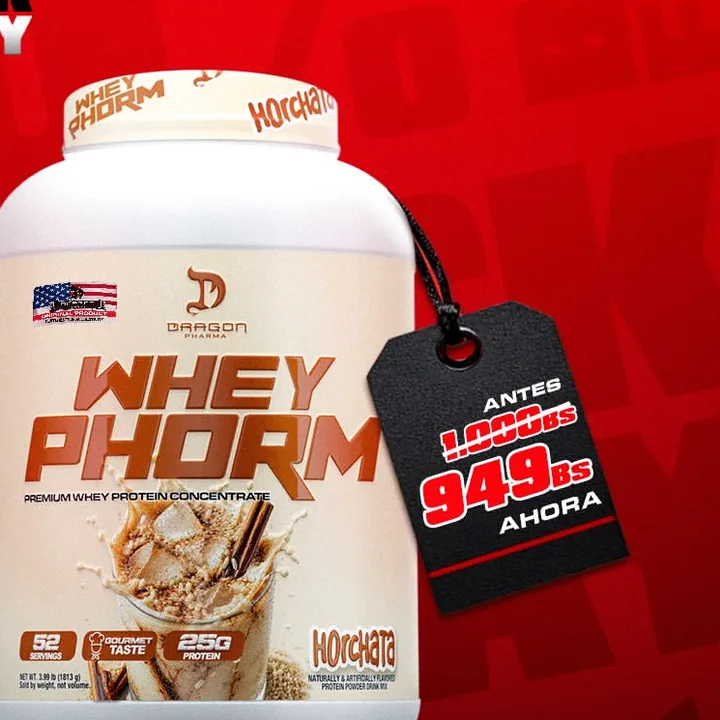 Y
WHEY
PHORM
HorcHaTa
ORIGINAL PRODUCT
DRAGON
PHARMA
WHEY
PHORM
PREMIUM WHEY PROTEIN CONCENTRATE
52
SERVINGS
GOURMET
TASTE
25G
PROTEIN
HorcHaTa
NATURALLY & ARTIFICIALLY FLAVORED
PROTEIN POWDER DRINK MIX
NET WT. 3.99 lb (1813 g)
Sold by weight, not volume.
ANTES
1.000BS
949BS
AHORA